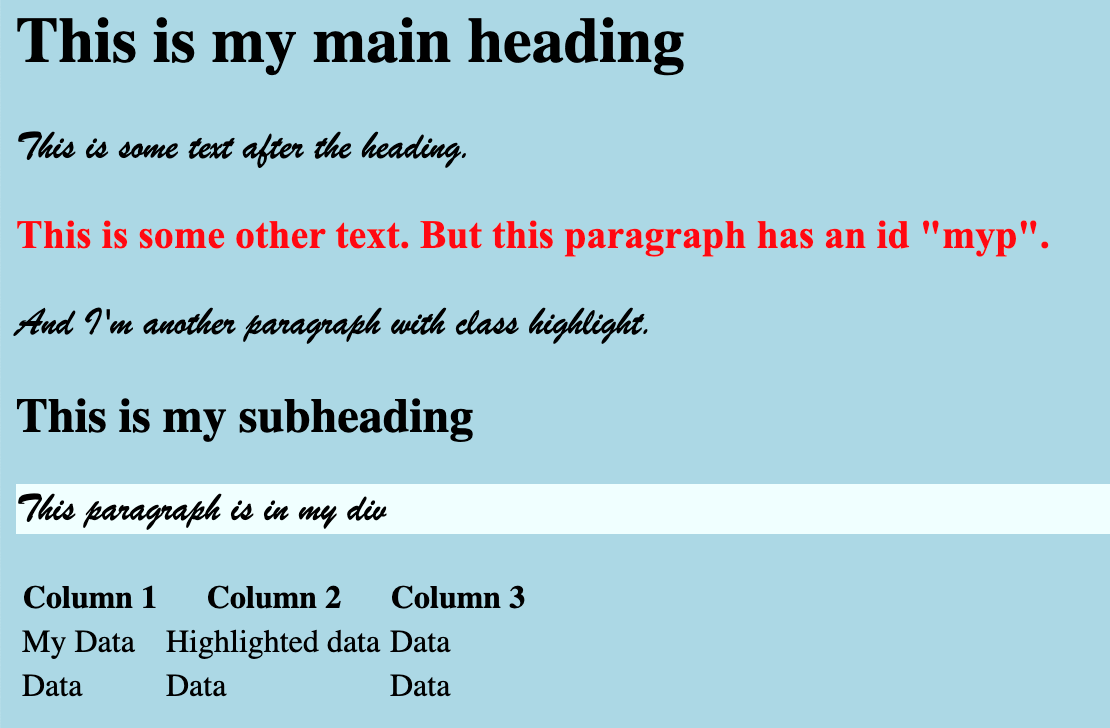 This is my main heading
This is some text after the heading.
This is some other text. But this paragraph has an id "myp".
And I'm another paragraph with class highlight.
This is my subheading
This paragraph is in my div
Column 1 Column 2 Column 3
My Data Highlighted data Data
Data Data Data